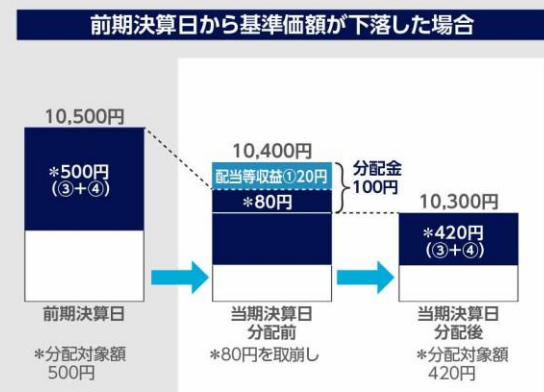 前期決算日から基準価額が下落した場合
10,500円
*500円
(③+④)
前期決算日
*分配対象額
500円
10,400円
配当等収益①20円
*80円
分配金
100円
当期決算日
分配前
*80円を取崩し
10,300円
*420円
(③+④)
当期決算日
分配後
*分配対象額
420円